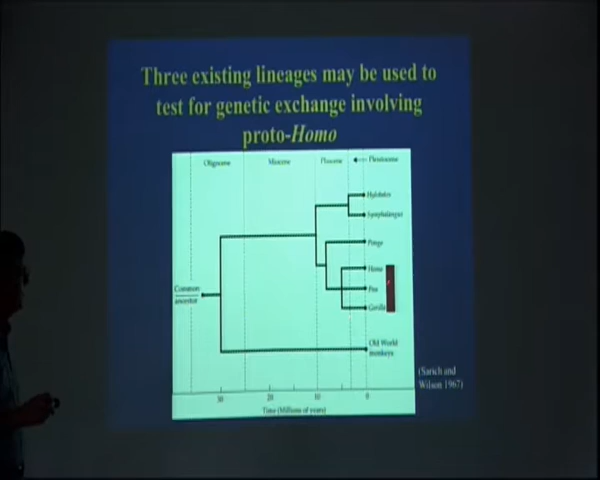 Three existing lineages may be used to
test for genetic exchange involving
proto-Homo
Oligocene Miocene Pliocene Pleistocene
Hylobates
Symphalangus
Pongo
Homo
Pan
Gorilla
Common
ancestor
Old World
monkeys
(Sarich and
Wilson 1967)
30 20 10 0
Time (Millions of years)